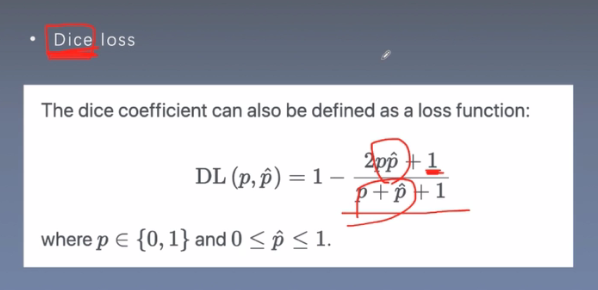 • Dice loss
The dice coefficient can also be defined as a loss function:
DL (p, p̂) = 1 − (2pp̂ + 1) / (p + p̂ + 1)
where p ∈ {0, 1} and 0 ≤ p̂ ≤ 1.